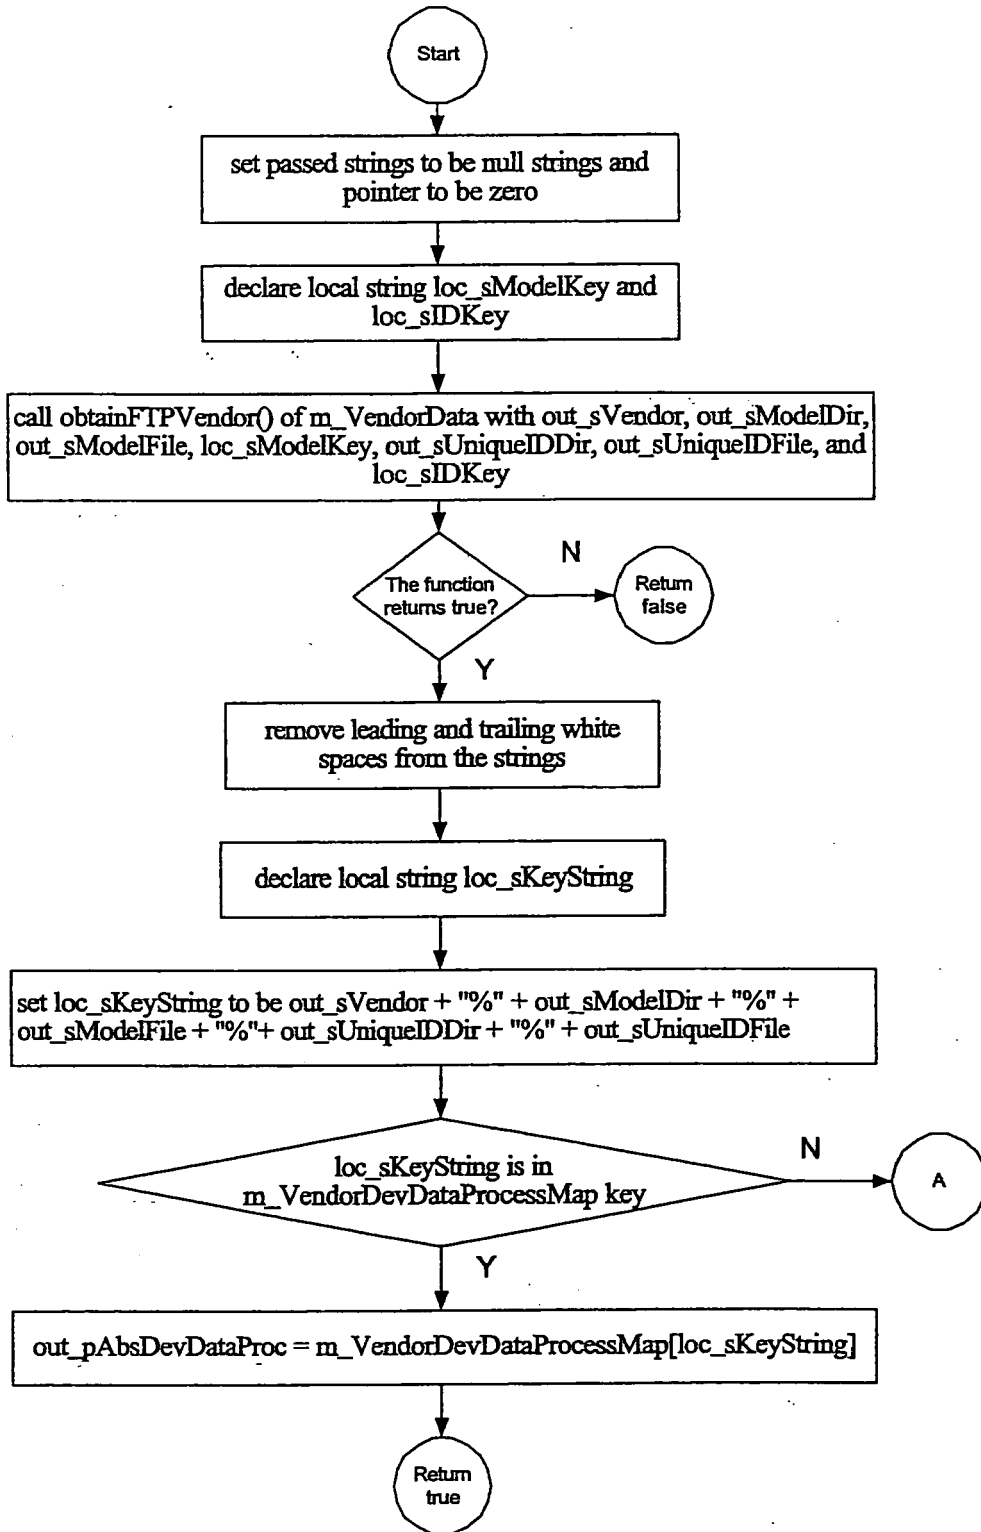 Start
set passed strings to be null strings and
pointer to be zero
declare local string loc_sModelKey and
loc_sIDKey
call obtainFTPVendor() of m_VendorData with out_sVendor, out_sModelDir,
out_sModelFile, loc_sModelKey, out_sUniqueIDDir, out_sUniqueIDFile, and
loc_sIDKey
The function
returns true?
N
Return
false
Y
remove leading and trailing white
spaces from the strings
declare local string loc_sKeyString
set loc_sKeyString to be out_sVendor + "%" + out_sModelDir + "%" +
out_sModelFile + "%"+ out_sUniqueIDDir + "%" + out_sUniqueIDFile
loc_sKeyString is in
m_VendorDevDataProcessMap key
N
A
Y
out_pAbsDevDataProc = m_VendorDevDataProcessMap[loc_sKeyString]
Return
true